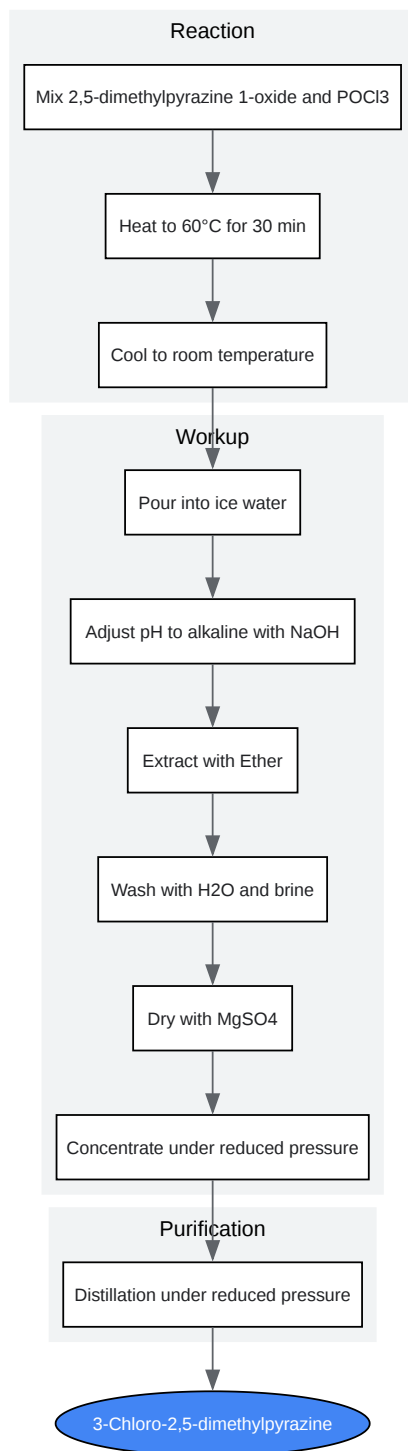 Reaction
Mix 2,5-dimethylpyrazine 1-oxide and POCl3
Heat to 60°C for 30 min
Cool to room temperature
Workup
Pour into ice water
Adjust pH to alkaline with NaOH
Extract with Ether
Wash with H2O and brine
Dry with MgSO4
Concentrate under reduced pressure
Purification
Distillation under reduced pressure
3-Chloro-2,5-dimethylpyrazine